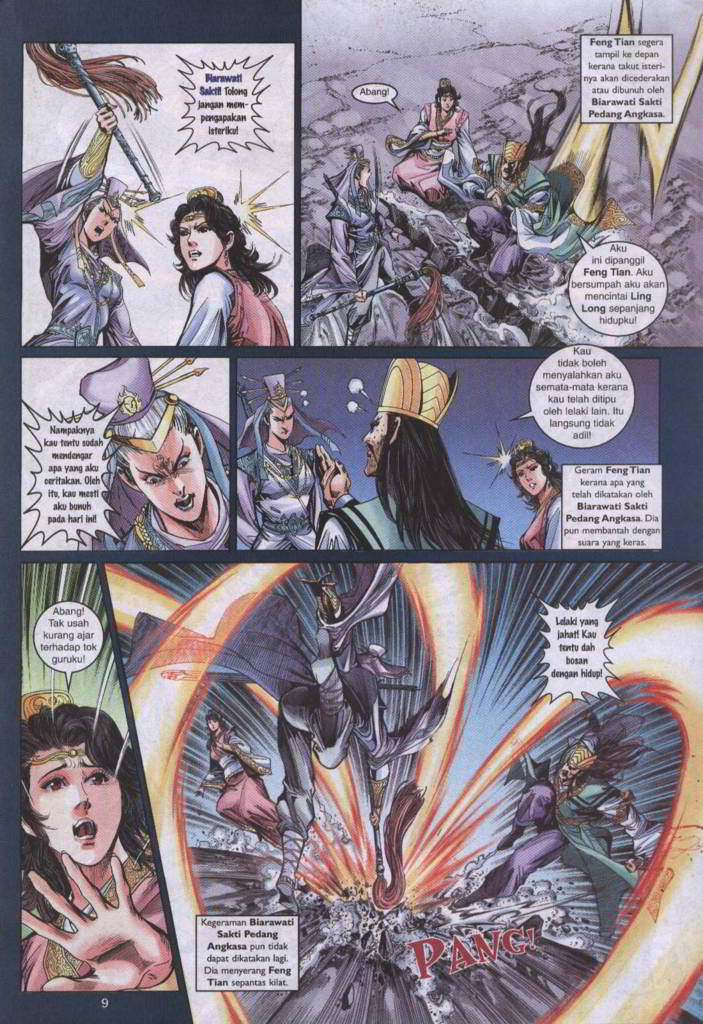 Biarawati
Sakti! Tolong
jangan mem-
pengapakan
isteriku!
Abang!
Feng Tian segera
tampil ke depan
kerana takut isteri-
nya akan dicederakan
atau dibunuh oleh
Biarawati Sakti
Pedang Angkasa.
Aku
ini dipanggil
Feng Tian. Aku
bersumpah aku akan
mencintai Ling
Long sepanjang
hidupku!
Nampaknya
kau tentu sudah
mendengar
apa yang aku
ceritakan. Oleh
itu, kau mesti
aku bunuh
pada hari ini!
Kau
tidak boleh
menyalahkan aku
semata-mata kerana
kau telah ditipu
oleh lelaki lain. Itu
langsung tidak
adil!
Geram Feng Tian
kerana apa yang
telah dikatakan oleh
Biarawati Sakti
Pedang Angkasa. Dia
pun membantah dengan
suara yang keras.
Abang!
Tak usah
kurang ajar
terhadap tok
guruku!
Lelaki yang
jahat! Kau
tentu dah
bosan
dengan hidup!
Kegeraman Biarawati
Sakti Pedang
Angkasa pun tidak
dapat dikatakan lagi.
Dia menyerang Feng
Tian sepantas kilat.
PANG!
9